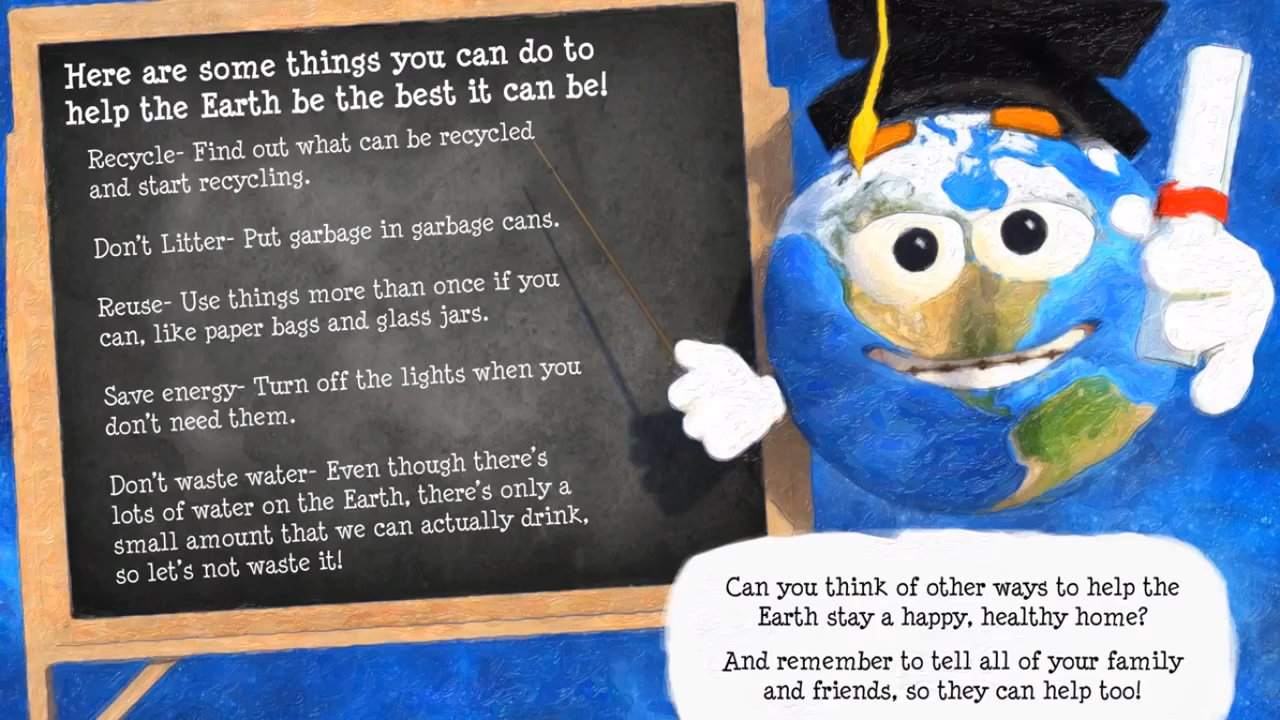 Here are some things you can do to
help the Earth be the best it can be!
Recycle- Find out what can be recycled
and start recycling.
Don't Litter- Put garbage in garbage cans.
Reuse- Use things more than once if you
can, like paper bags and glass jars.
Save energy- Turn off the lights when you
don't need them.
Don't waste water- Even though there's
lots of water on the Earth, there's only a
small amount that we can actually drink,
so let's not waste it!
Can you think of other ways to help the
Earth stay a happy, healthy home?
And remember to tell all of your family
and friends, so they can help too!